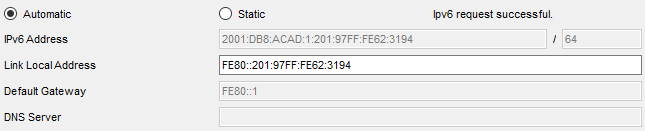 Automatic Static Ipv6 request successful.
IPv6 Address 2001:DB8:ACAD:1:201:97FF:FE62:3194 / 64
Link Local Address FE80::201:97FF:FE62:3194
Default Gateway FE80::1
DNS Server